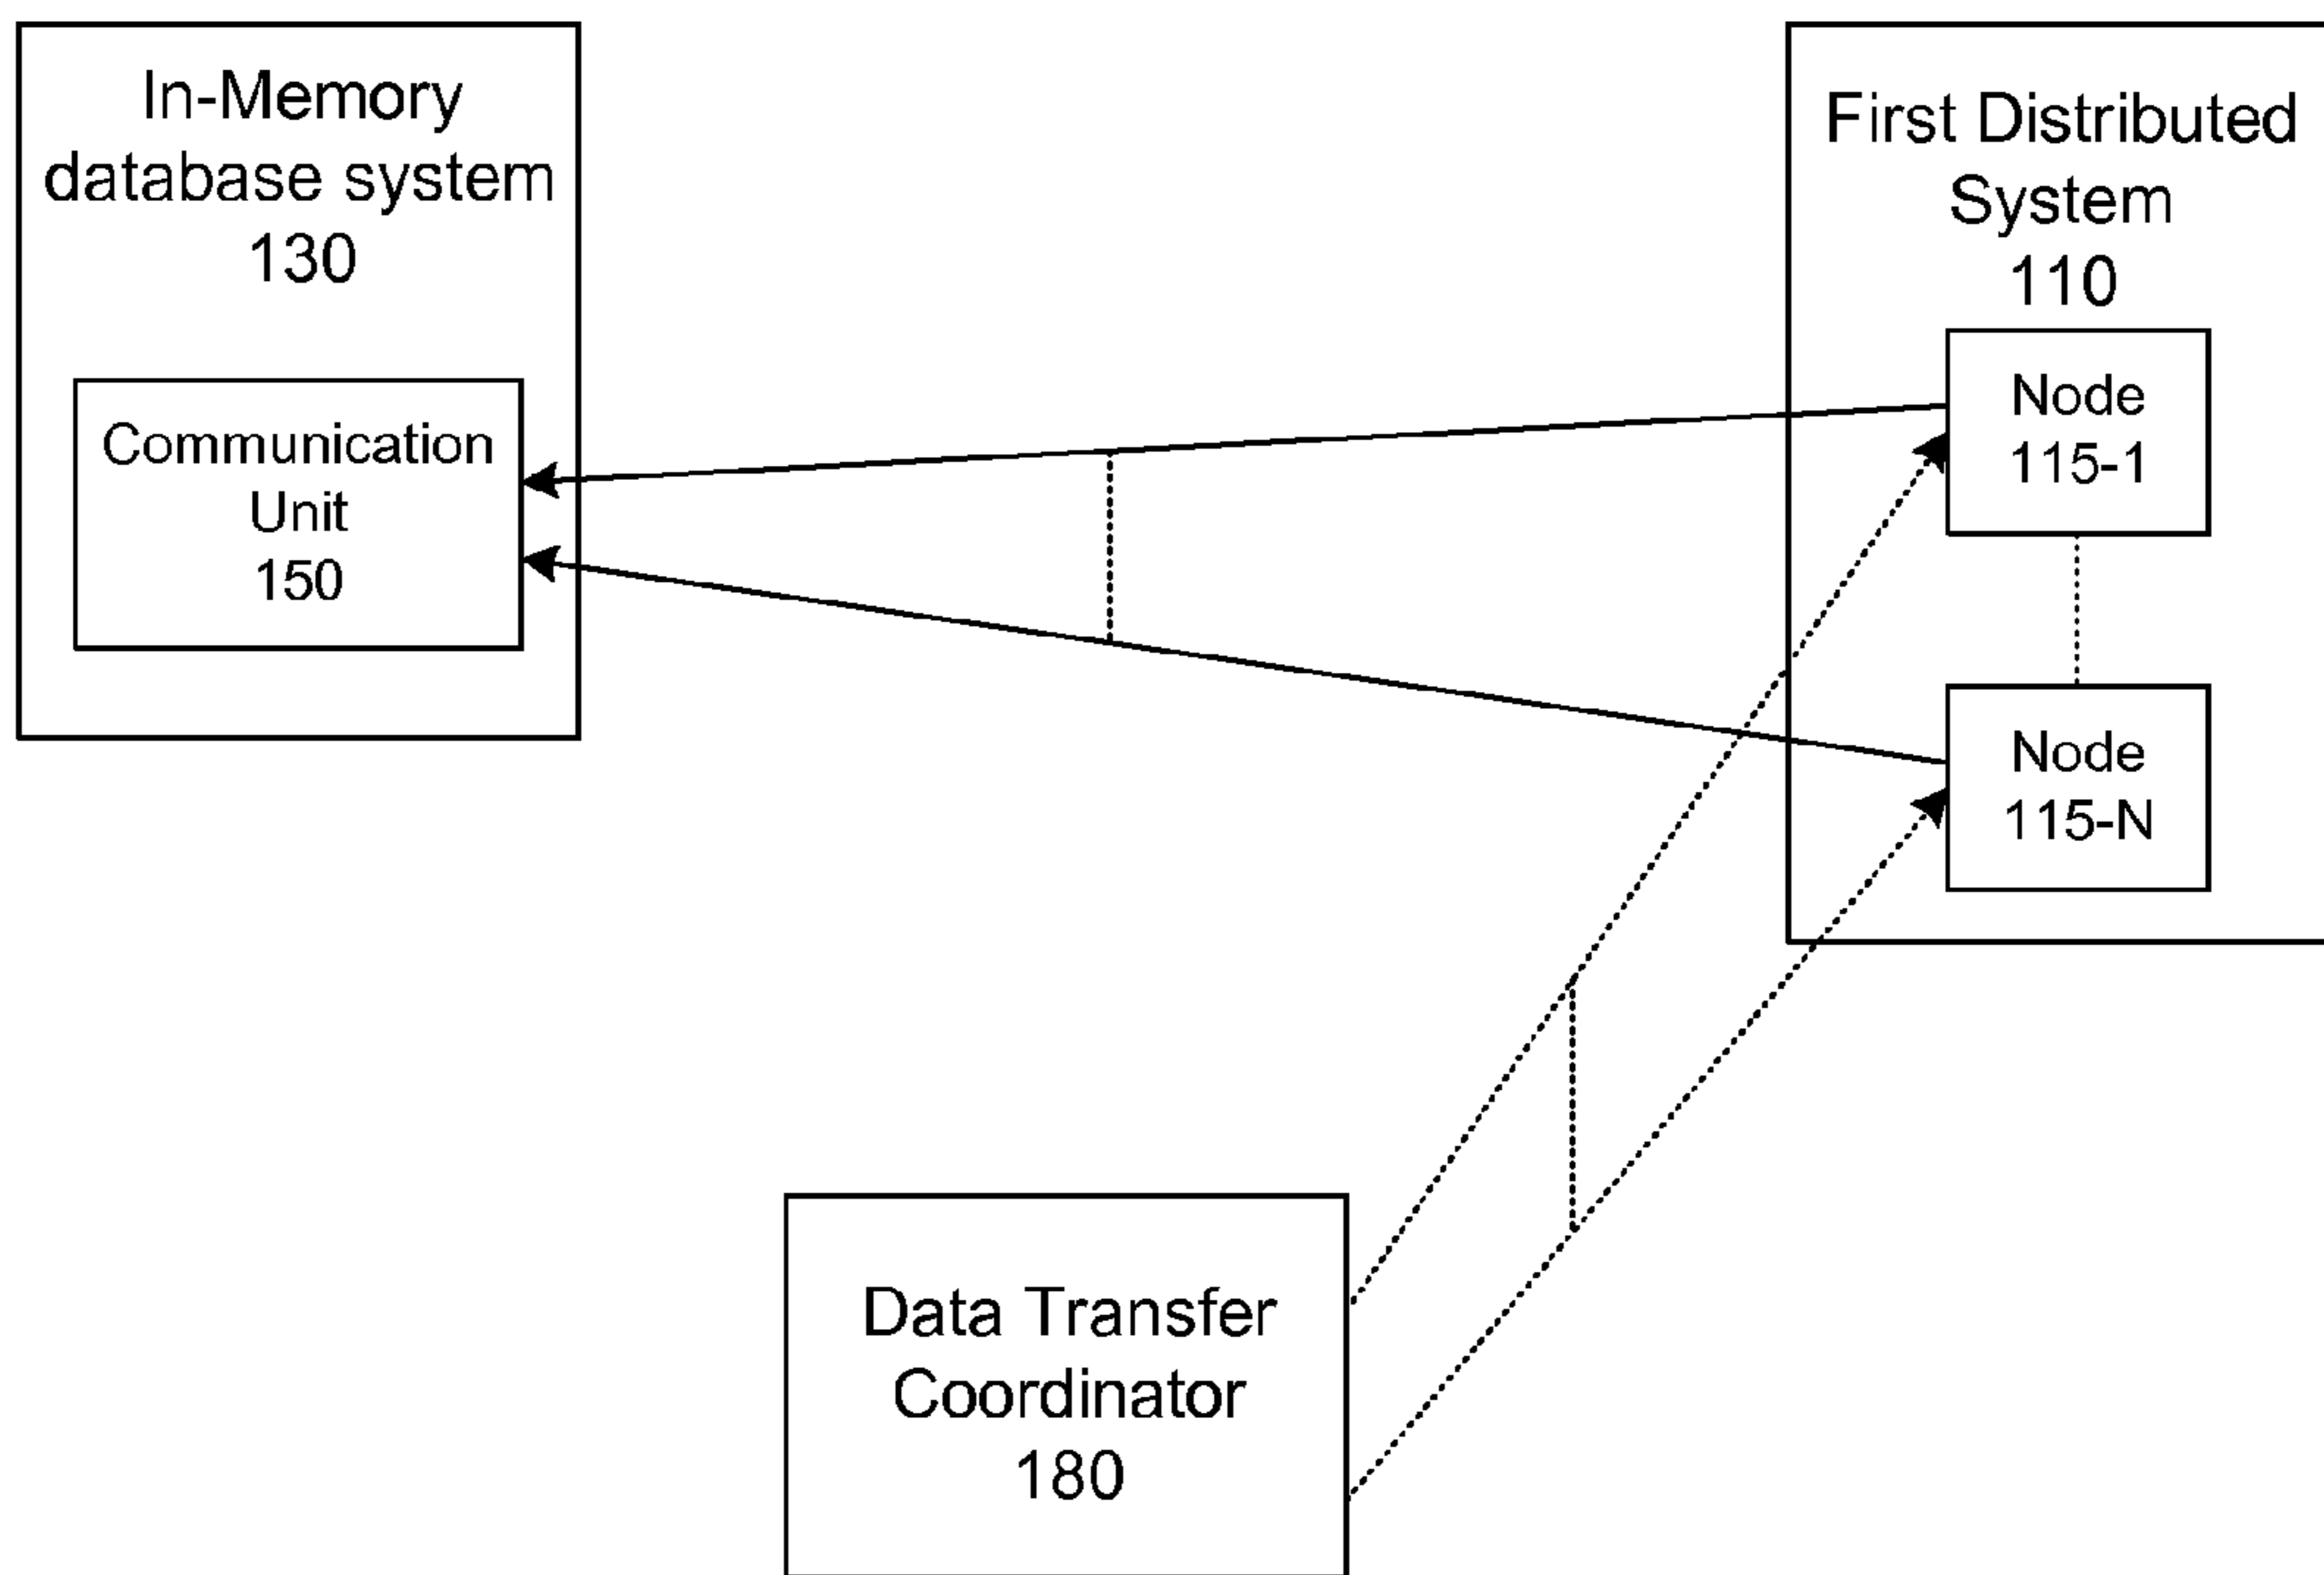 In-Memory
database system
130
Communication
Unit
150
First Distributed
System
110
Node
115-1
Node
115-N
Data Transfer
Coordinator
180